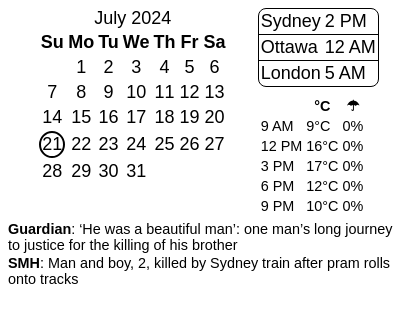 July 2024
Su Mo Tu We Th Fr Sa
1 2 3 4 5 6
7 8 9 10 11 12 13
14 15 16 17 18 19 20
21 22 23 24 25 26 27
28 29 30 31
Sydney 2 PM
Ottawa 12 AM
London 5 AM
°C ☂
9 AM 9°C 0%
12 PM 16°C 0%
3 PM 17°C 0%
6 PM 12°C 0%
9 PM 10°C 0%
Guardian: ‘He was a beautiful man’: one man’s long journey
to justice for the killing of his brother
SMH: Man and boy, 2, killed by Sydney train after pram rolls
onto tracks